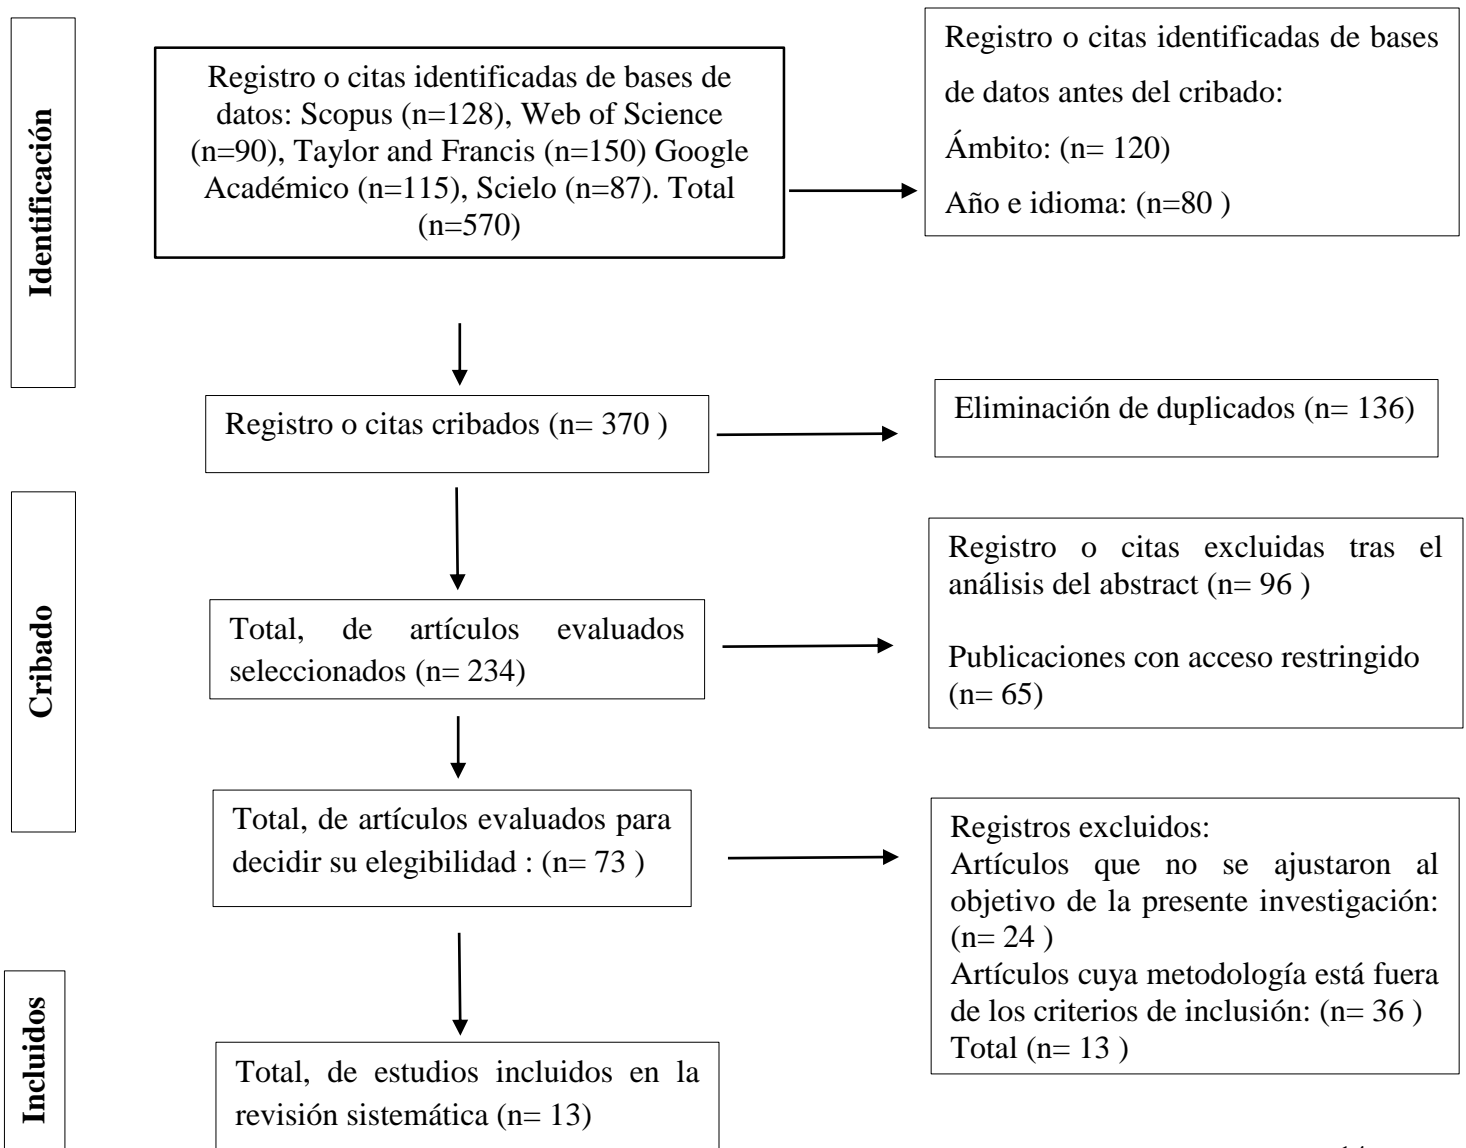 Identificación
Registro o citas identificadas de bases de
datos: Scopus (n=128), Web of Science
(n=90), Taylor and Francis (n=150) Google
Académico (n=115), Scielo (n=87). Total
(n=570)
Registro o citas identificadas de bases
de datos antes del cribado:
Ámbito: (n= 120)
Año e idioma: (n=80 )
Registro o citas cribados (n= 370 )
Eliminación de duplicados (n= 136)
Cribado
Total, de artículos evaluados
seleccionados (n= 234)
Registro o citas excluidas tras el
análisis del abstract (n= 96 )
Publicaciones con acceso restringido
(n= 65)
Total, de artículos evaluados para
decidir su elegibilidad : (n= 73 )
Registros excluidos:
Artículos que no se ajustaron al
objetivo de la presente investigación:
(n= 24 )
Artículos cuya metodología está fuera
de los criterios de inclusión: (n= 36 )
Total (n= 13 )
Incluidos
Total, de estudios incluidos en la
revisión sistemática (n= 13)